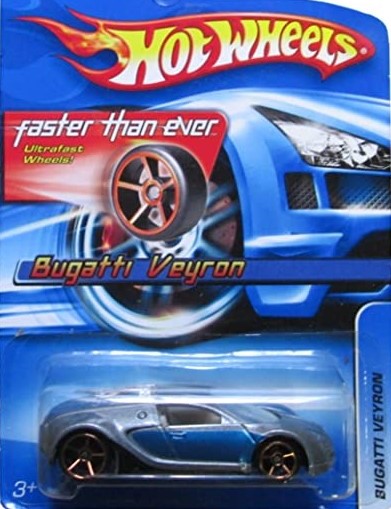 Hot Wheels®
faster than ever
Ultrafast
Wheels!
Bugatti Veyron
BUGATTI VEYRON
3+